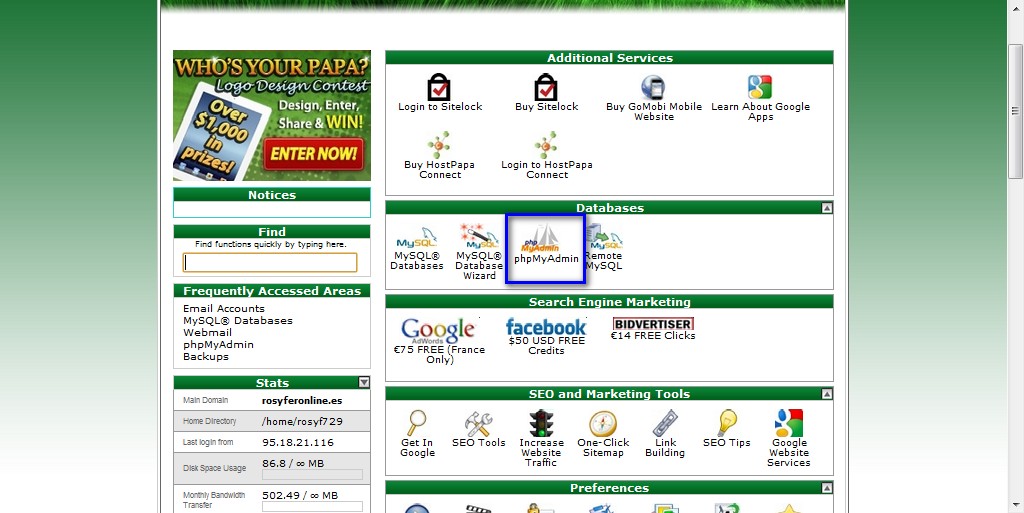 WHO'S YOUR PAPA?
Logo Design Contest
Design, Enter,
Share & WIN!
Over
$1,000
in
prizes!
ENTER NOW!
Notices
Find
Find functions quickly by typing here.
Frequently Accessed Areas
Email Accounts
MySQL® Databases
Webmail
phpMyAdmin
Backups
Stats
Main Domain rosyferonline.es
Home Directory /home/rosyf729
Last login from 95.18.21.116
Disk Space Usage 86.8 / ∞ MB
Monthly Bandwidth
Transfer 502.49 / ∞ MB
Additional Services
Login to Sitelock
Buy Sitelock
Buy GoMobi Mobile
Website
Learn About Google
Apps
Buy HostPapa
Connect
Login to HostPapa
Connect
Databases
MySQL
MySQL®
Databases
MySQL
MySQL®
Database
Wizard
php
MyAdmin
phpMyAdmin
MySQL
Remote
MySQL
Search Engine Marketing
Google
AdWords
€75 FREE (France
Only)
facebook
$50 USD FREE
Credits
BIDVERTISER
€14 FREE Clicks
SEO and Marketing Tools
Get In
Google
SEO Tools
Increase
Website
Traffic
One-Click
Sitemap
Link
Building
SEO Tips
Google
Website
Services
Preferences